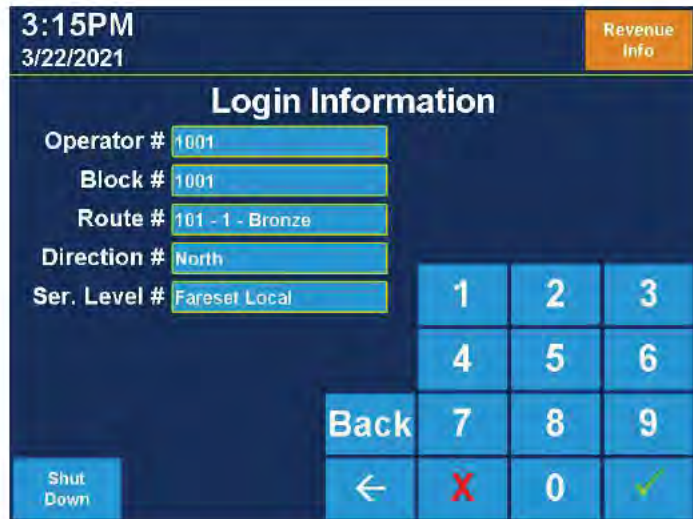 3:15PM
3/22/2021
Revenue
Info
Login Information
Operator # 1001
Block # 1001
Route # 101 - 1 - Bronze
Direction # North
Ser. Level # Fareset Local
1 2 3
4 5 6
Back 7 8 9
Shut
Down
← X 0 ✓